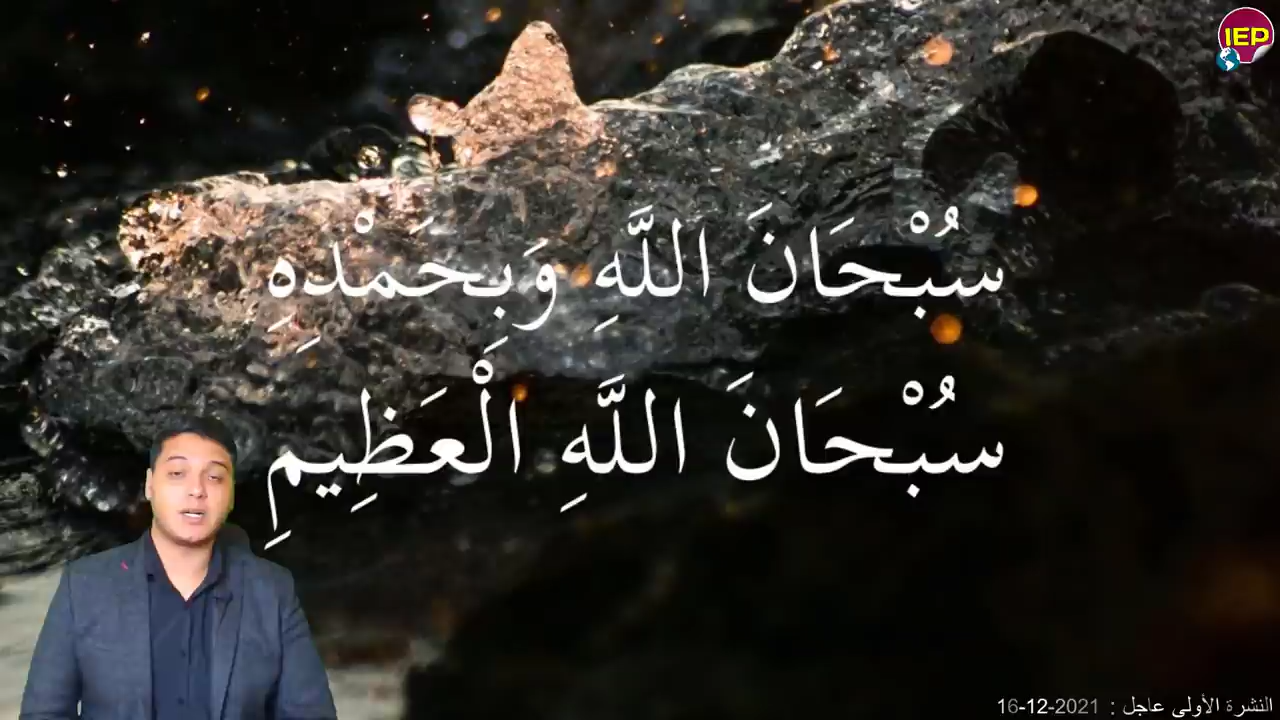 IEP
سُبْحَانَ اللَّهِ وَبِحَمْدِهِ
سُبْحَانَ اللَّهِ الْعَظِيمِ
النشرة الأولى عاجل : 2021-12-16